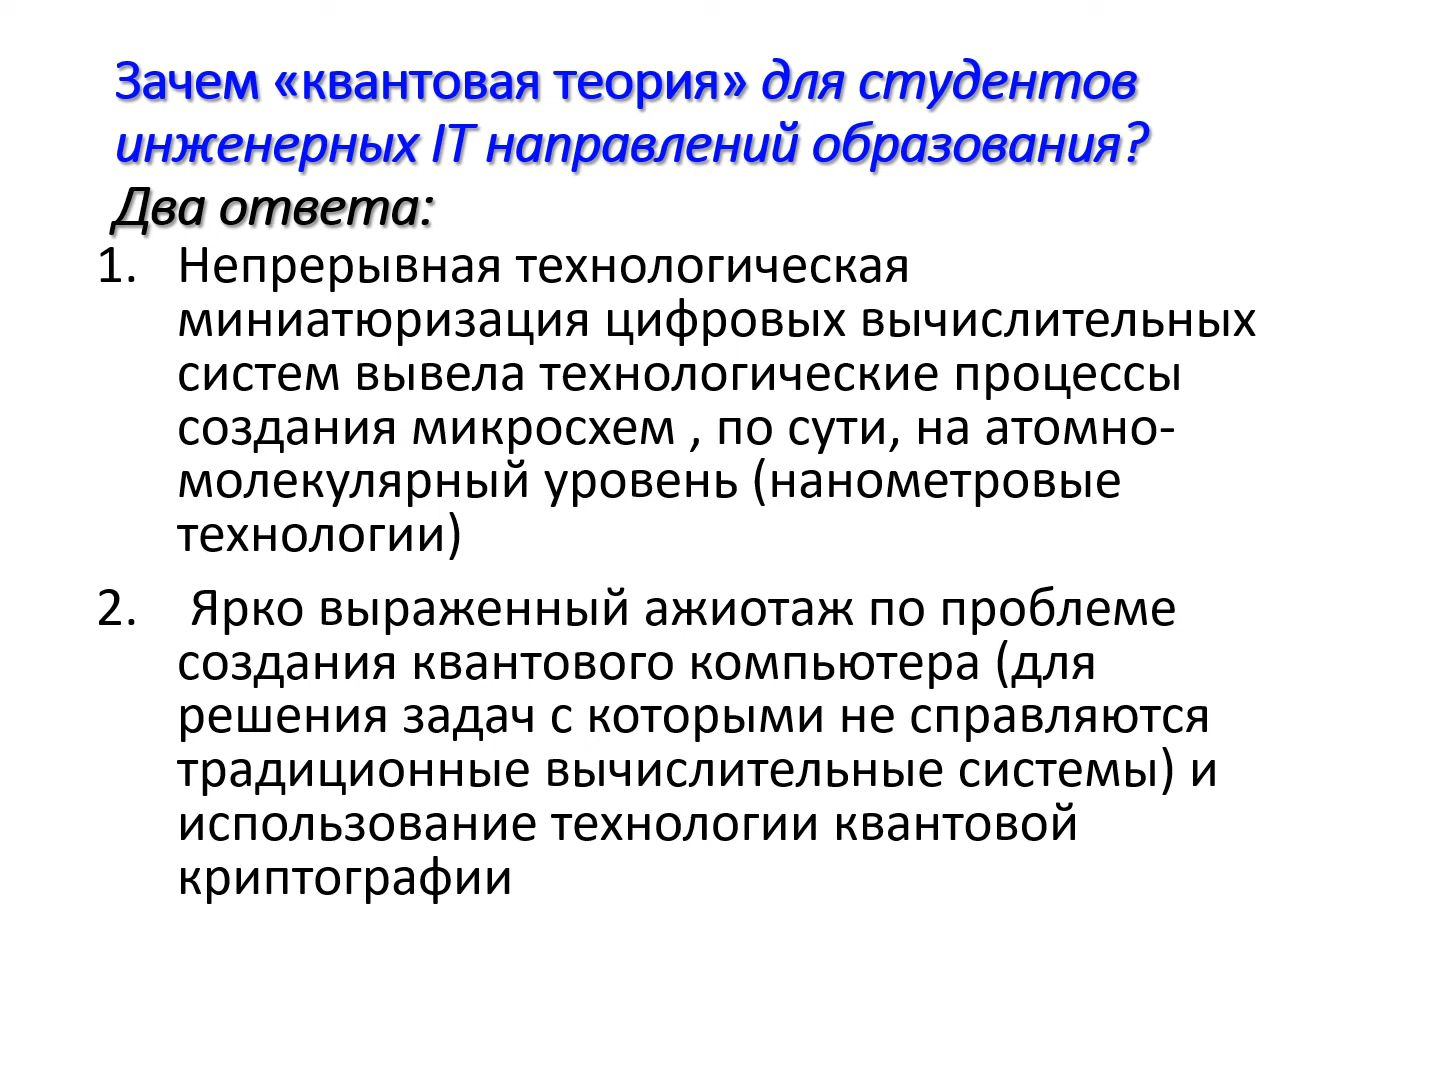 Зачем «квантовая теория» для студентов
инженерных IT направлений образования?
Два ответа:
1. Непрерывная технологическая
миниатюризация цифровых вычислительных
систем вывела технологические процессы
создания микросхем , по сути, на атомно-
молекулярный уровень (нанометровые
технологии)
2. Ярко выраженный ажиотаж по проблеме
создания квантового компьютера (для
решения задач с которыми не справляются
традиционные вычислительные системы) и
использование технологии квантовой
криптографии